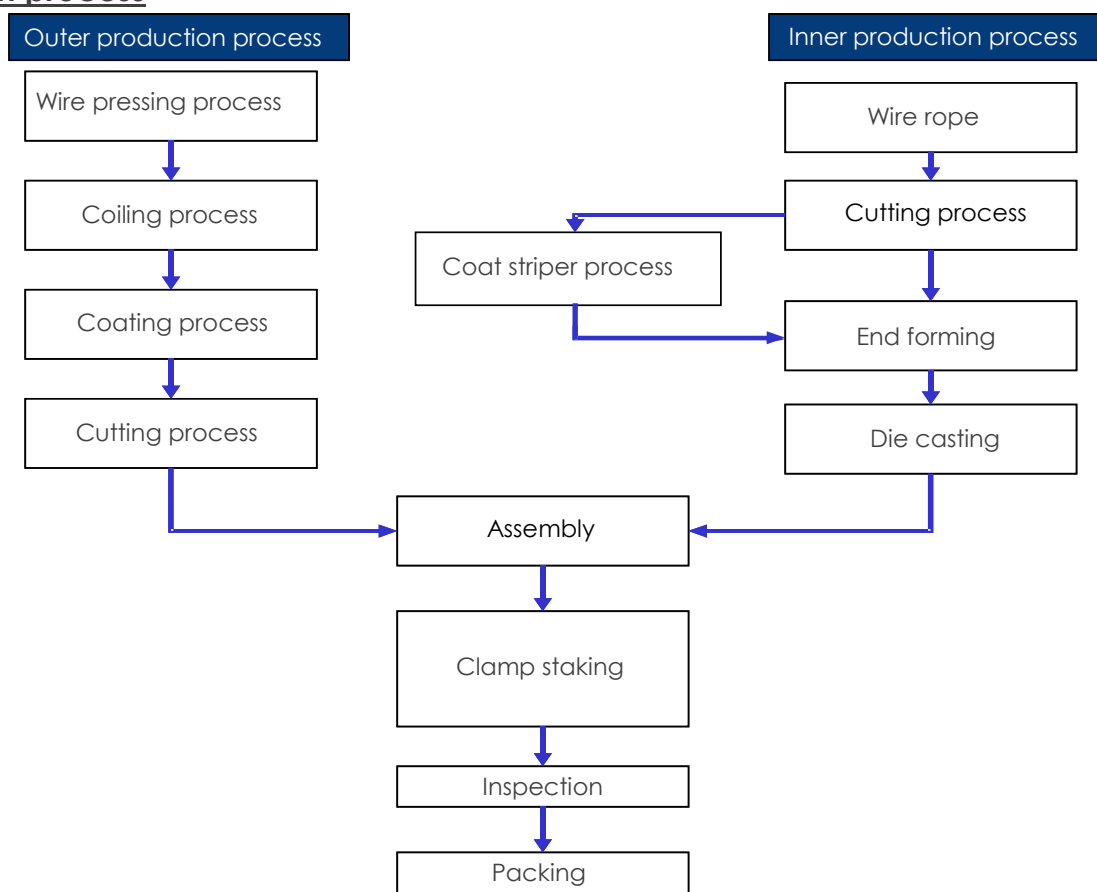 process
Outer production process
Inner production process
Wire pressing process
Wire rope
Coiling process
Cutting process
Coat striper process
Coating process
End forming
Cutting process
Die casting
Assembly
Clamp staking
Inspection
Packing